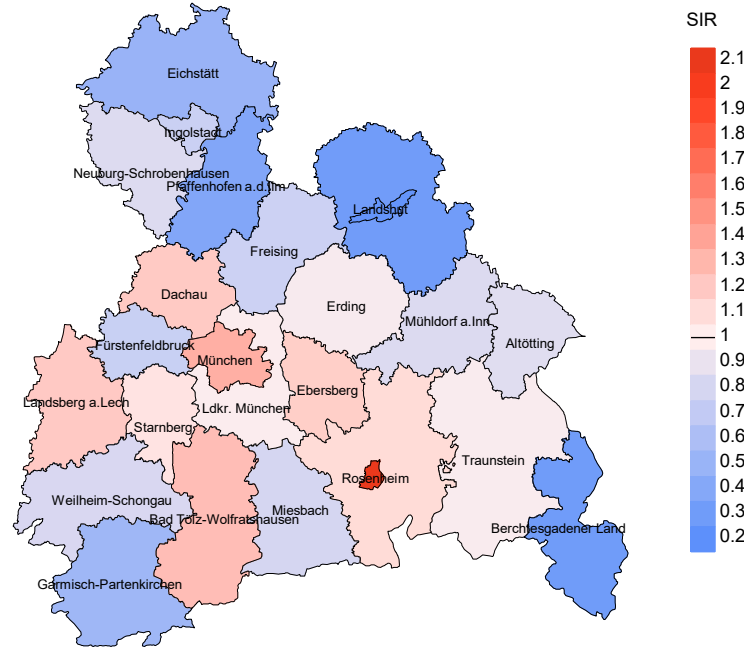 SIR
Eichstätt
Ingolstadt
Neuburg-Schrobenhausen
Pfaffenhofen a.d.Ilm
Landshut
Freising
Dachau
Erding
Mühldorf a.Inn
Altötting
Fürstenfeldbruck
München
Ebersberg
Landsberg a.Lech
Ldkr. München
Starnberg
Traunstein
Rosenheim
Weilheim-Schongau
Miesbach
Bad Tölz-Wolfratshausen
Berchtesgadener Land
Garmisch-Partenkirchen
2.1
2
1.9
1.8
1.7
1.6
1.5
1.4
1.3
1.2
1.1
1
0.9
0.8
0.7
0.6
0.5
0.4
0.3
0.2